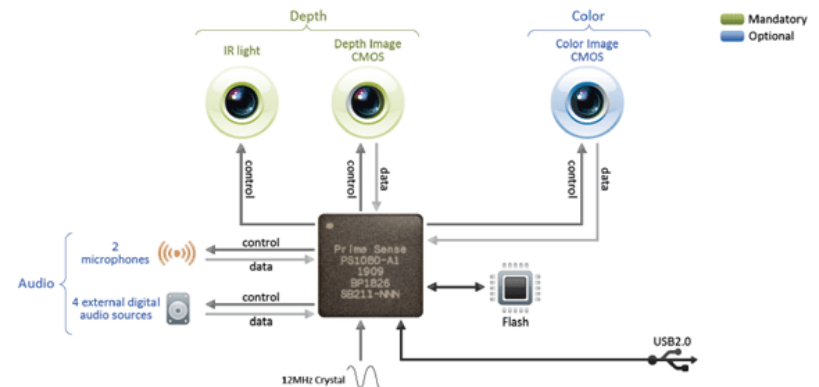 Depth
Color
Mandatory
Optional
IR light
Depth Image
CMOS
Color Image
CMOS
control
control
data
control
data
Prime Sense
PS1080-A1
1909
BP1826
SB211-NNN
Audio
2
microphones
control
data
4 external digital
audio sources
control
data
Flash
USB2.0
12MHz Crystal